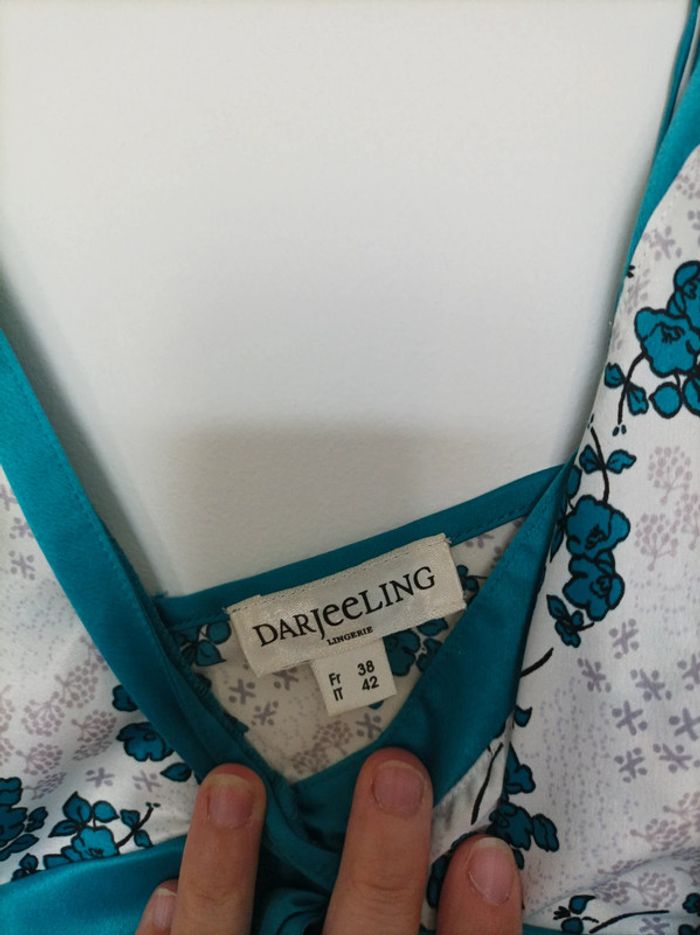 DARJeeLING
LINGERIE
Fr 38
IT 42